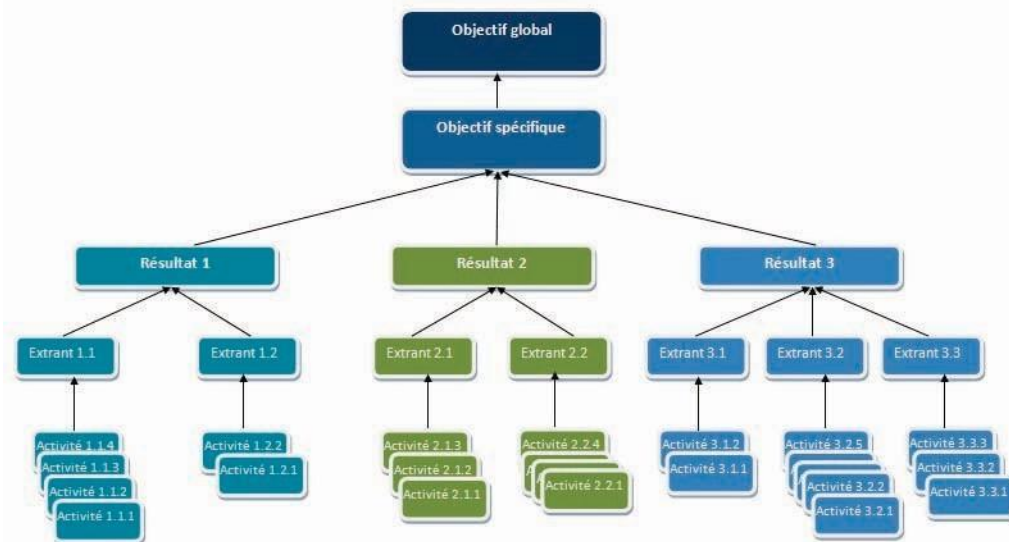 Objectif global
Objectif spécifique
Résultat 1
Résultat 2
Résultat 3
Extrant 1.1
Extrant 1.2
Extrant 2.1
Extrant 2.2
Extrant 3.1
Extrant 3.2
Extrant 3.3
Activité 1.1.4
Activité 1.1.3
Activité 1.1.2
Activité 1.1.1
Activité 1.2.2
Activité 1.2.1
Activité 2.1.3
Activité 2.1.2
Activité 2.1.1
Activité 2.2.4
Activité 2.2.1
Activité 3.1.2
Activité 3.1.1
Activité 3.2.5
Activité 3.2.2
Activité 3.2.1
Activité 3.3.3
Activité 3.3.2
Activité 3.3.1